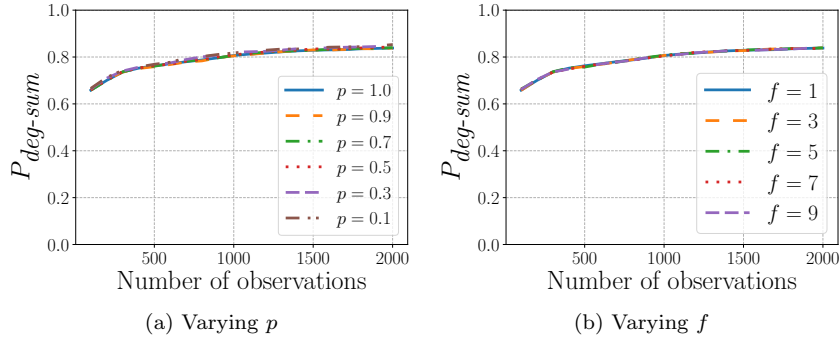 1.0
0.8
0.6
0.4
0.2
0.0
P deg-sum
500 1000 1500 2000
Number of observations
p = 1.0
p = 0.9
p = 0.7
p = 0.5
p = 0.3
p = 0.1
(a) Varying p
1.0
0.8
0.6
0.4
0.2
0.0
P deg-sum
500 1000 1500 2000
Number of observations
f = 1
f = 3
f = 5
f = 7
f = 9
(b) Varying f